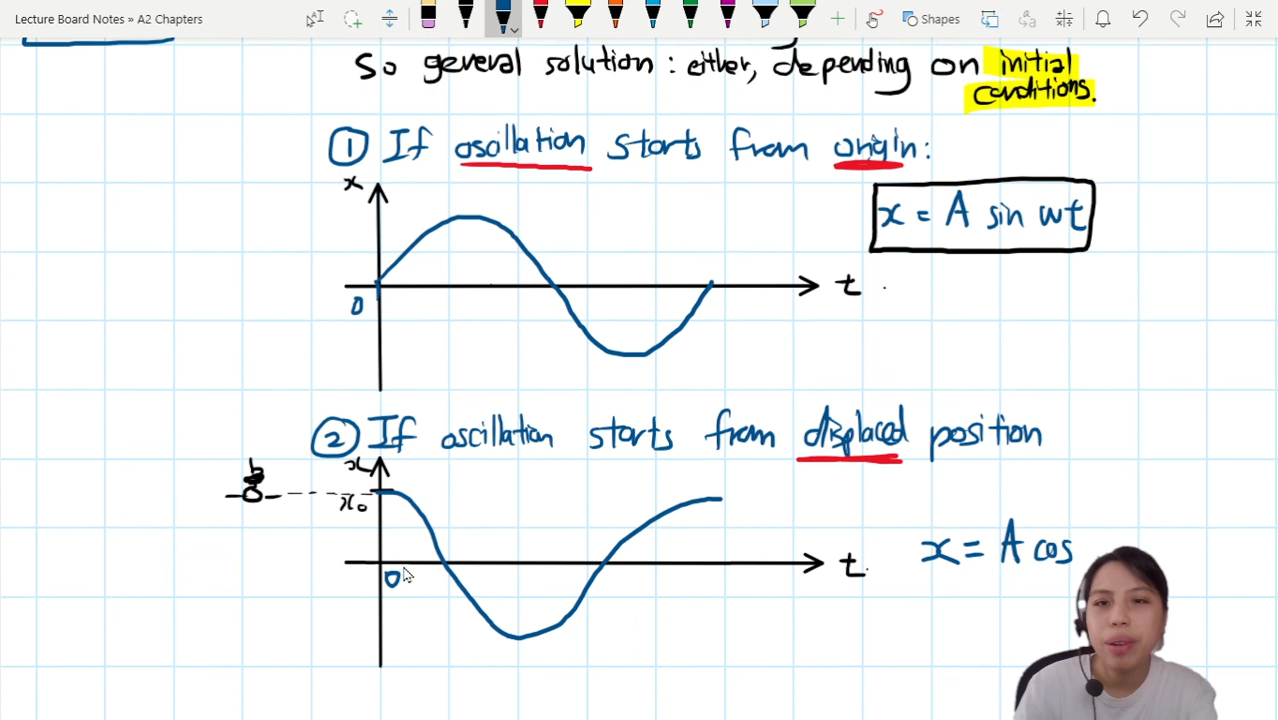 Lecture Board Notes » A2 Chapters
Shapes
So general solution: either, depending on initial
conditions.
① If oscillation starts from origin:
x
x = A sin ωt
0
t
② If oscillation starts from displaced position
x
x₀
x = A cos
0
t